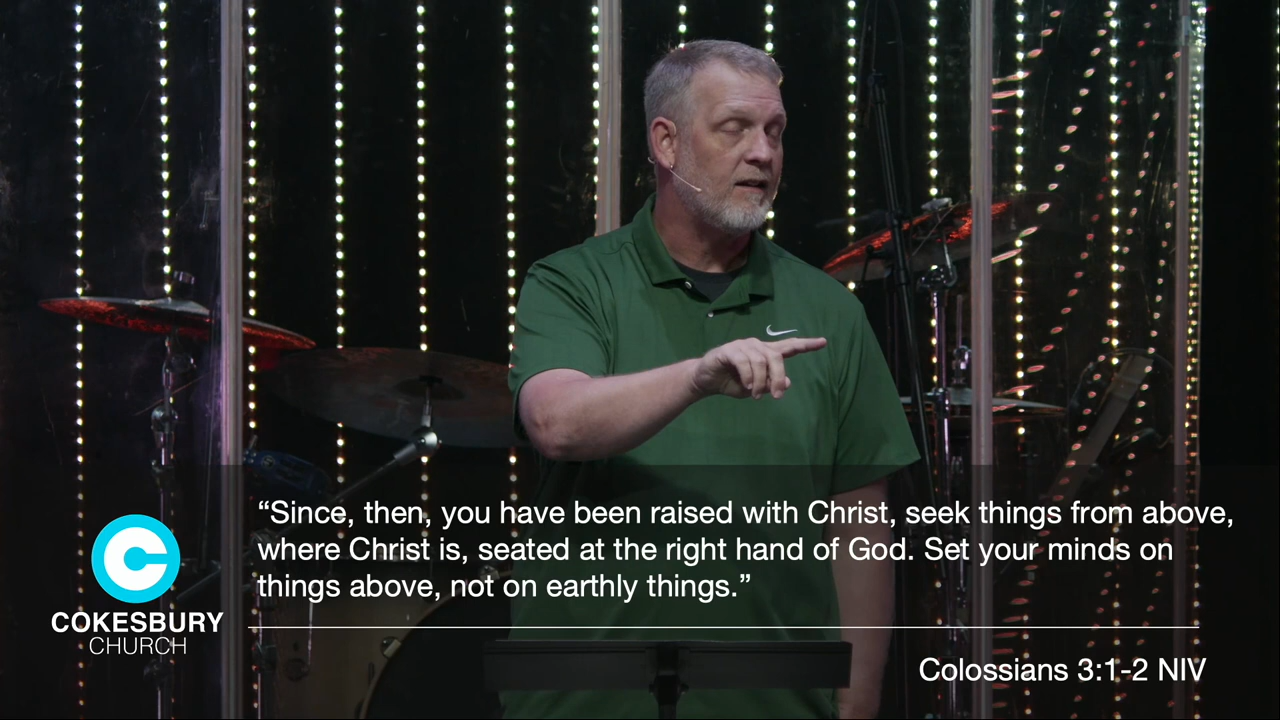 “Since, then, you have been raised with Christ, seek things from above,
where Christ is, seated at the right hand of God. Set your minds on
things above, not on earthly things.”
C
COKESBURY
CHURCH
Colossians 3:1-2 NIV